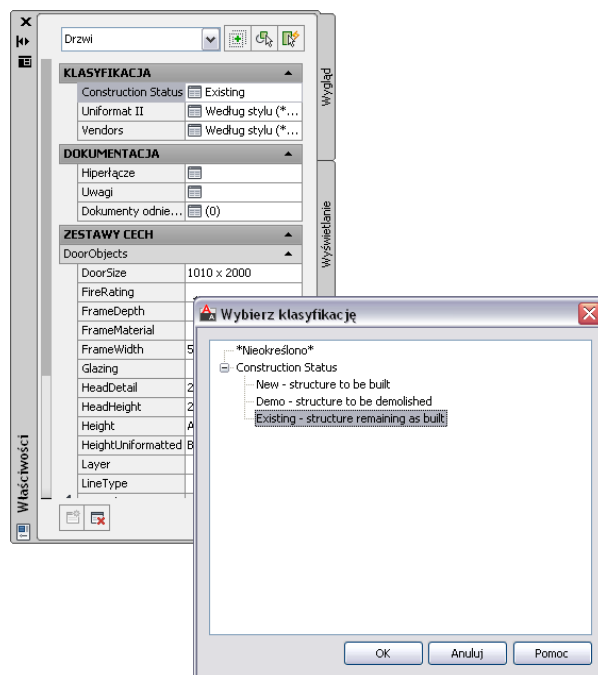 Drzwi
KLASYFIKACJA
Construction Status Existing
Uniformat II Według stylu (*...
Vendors Według stylu (*...
DOKUMENTACJA
Hiperłącze
Uwagi
Dokumenty odnie... (0)
ZESTAWY CECH
DoorObjects
DoorSize 1010 x 2000
FireRating
FrameDepth
FrameMaterial
FrameWidth 5
Glazing
HeadDetail 2
HeadHeight 2
Height A
HeightUniformatted B
Layer
LineType
Właściwości
Wygląd
Wyświetlanie
Wybierz klasyfikację
*Nieokreślono*
Construction Status
New - structure to be built
Demo - structure to be demolished
Existing - structure remaining as built
OK Anuluj Pomoc